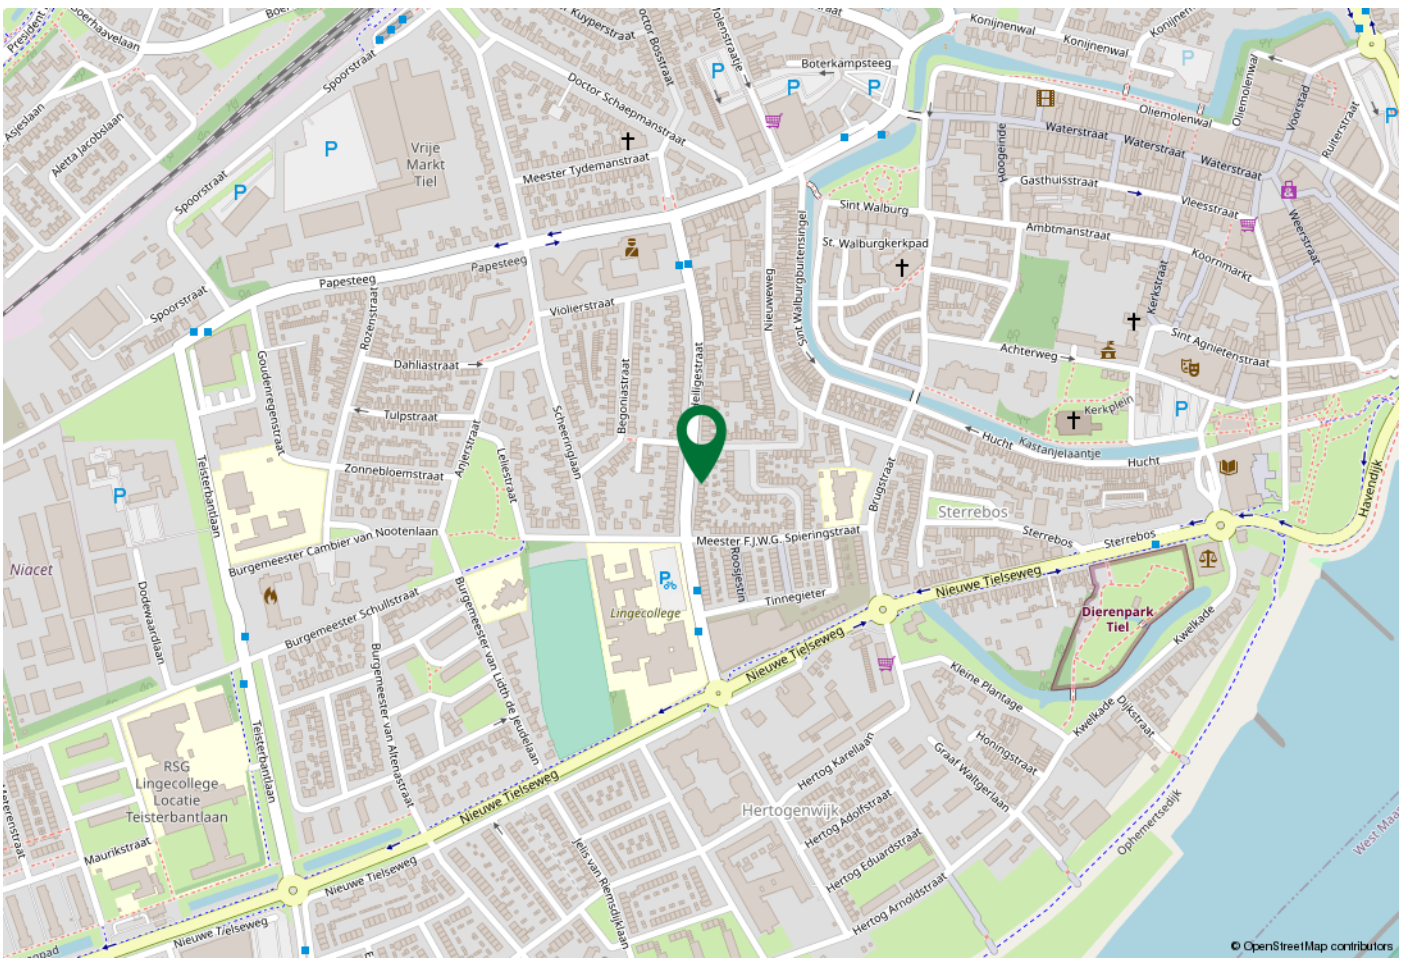 Boerhaavelaan
Asjeslaan
Aletta Jacobslaan
Spoorstraat
Spoorstraat
Spoorstraat
Vrije
Markt
Tiel
P
P
Kuyperstraat
Doctor Schaepmanstraat
Meester Tydemanstraat
Boterkampsteeg
P
P
P
Konijnenwal
Konijnenwal
P
Oliemolenwal
Oliemolenwal
Voorstad
Ruiterstraat
P
Hoogeinde
Waterstraat
Waterstraat
Waterstraat
Gasthuisstraat
Vleesstraat
Weerstraat
Sint Walburg
Ambtmanstraat
Koornmarkt
St. Walburgkerkpad
Kerkstraat
Sint Agnietenstraat
Achterweg
Nieuweweg
Sint Walburgbuitensingel
Papesteeg
Papesteeg
Violierstraat
Rozenstraat
Dahliastraat
Tulpstraat
Goudenregenstraat
Begoniastraat
Scheeringlaan
Heiligestraat
Anjerstraat
Leliestraat
Zonnebloemstraat
Kerkplein
P
Kastanjelaantje
Hucht
Hucht
Havendijk
Teisterbantlaan
P
Niacet
Dodewaardlaan
Burgemeester Cambier van Nootenlaan
Burgemeester Schullstraat
Brugstraat
Sterrebos
Sterrebos
Sterrebos
Meester F.J.W.G. Spieringstraat
Roosjestin
Tinnegieter
Nieuwe Tielseweg
Dierenpark
Tiel
Kwelkade
Kwelkade
P
Lingecollege
Nieuwe Tielseweg
Kleine Plantage
Dijkstraat
Honingstraat
Graaf Waltgerlaan
Burgemeester van Lidth de Jeudelaan
Burgemeester van Altenastraat
Teisterbantlaan
RSG
Lingecollege
Locatie
Teisterbantlaan
Maurikstraat
Hertogenwijk
Hertog Karellaan
Hertog Adolfstraat
Hertog Eduardstraat
Hertog Arnoldstraat
Ophemertsedijk
Nieuwe Tielseweg
Nieuwe Tielseweg
Nieuwe Tielseweg
Jelis van Riemsdijklaan
© OpenStreetMap contributors